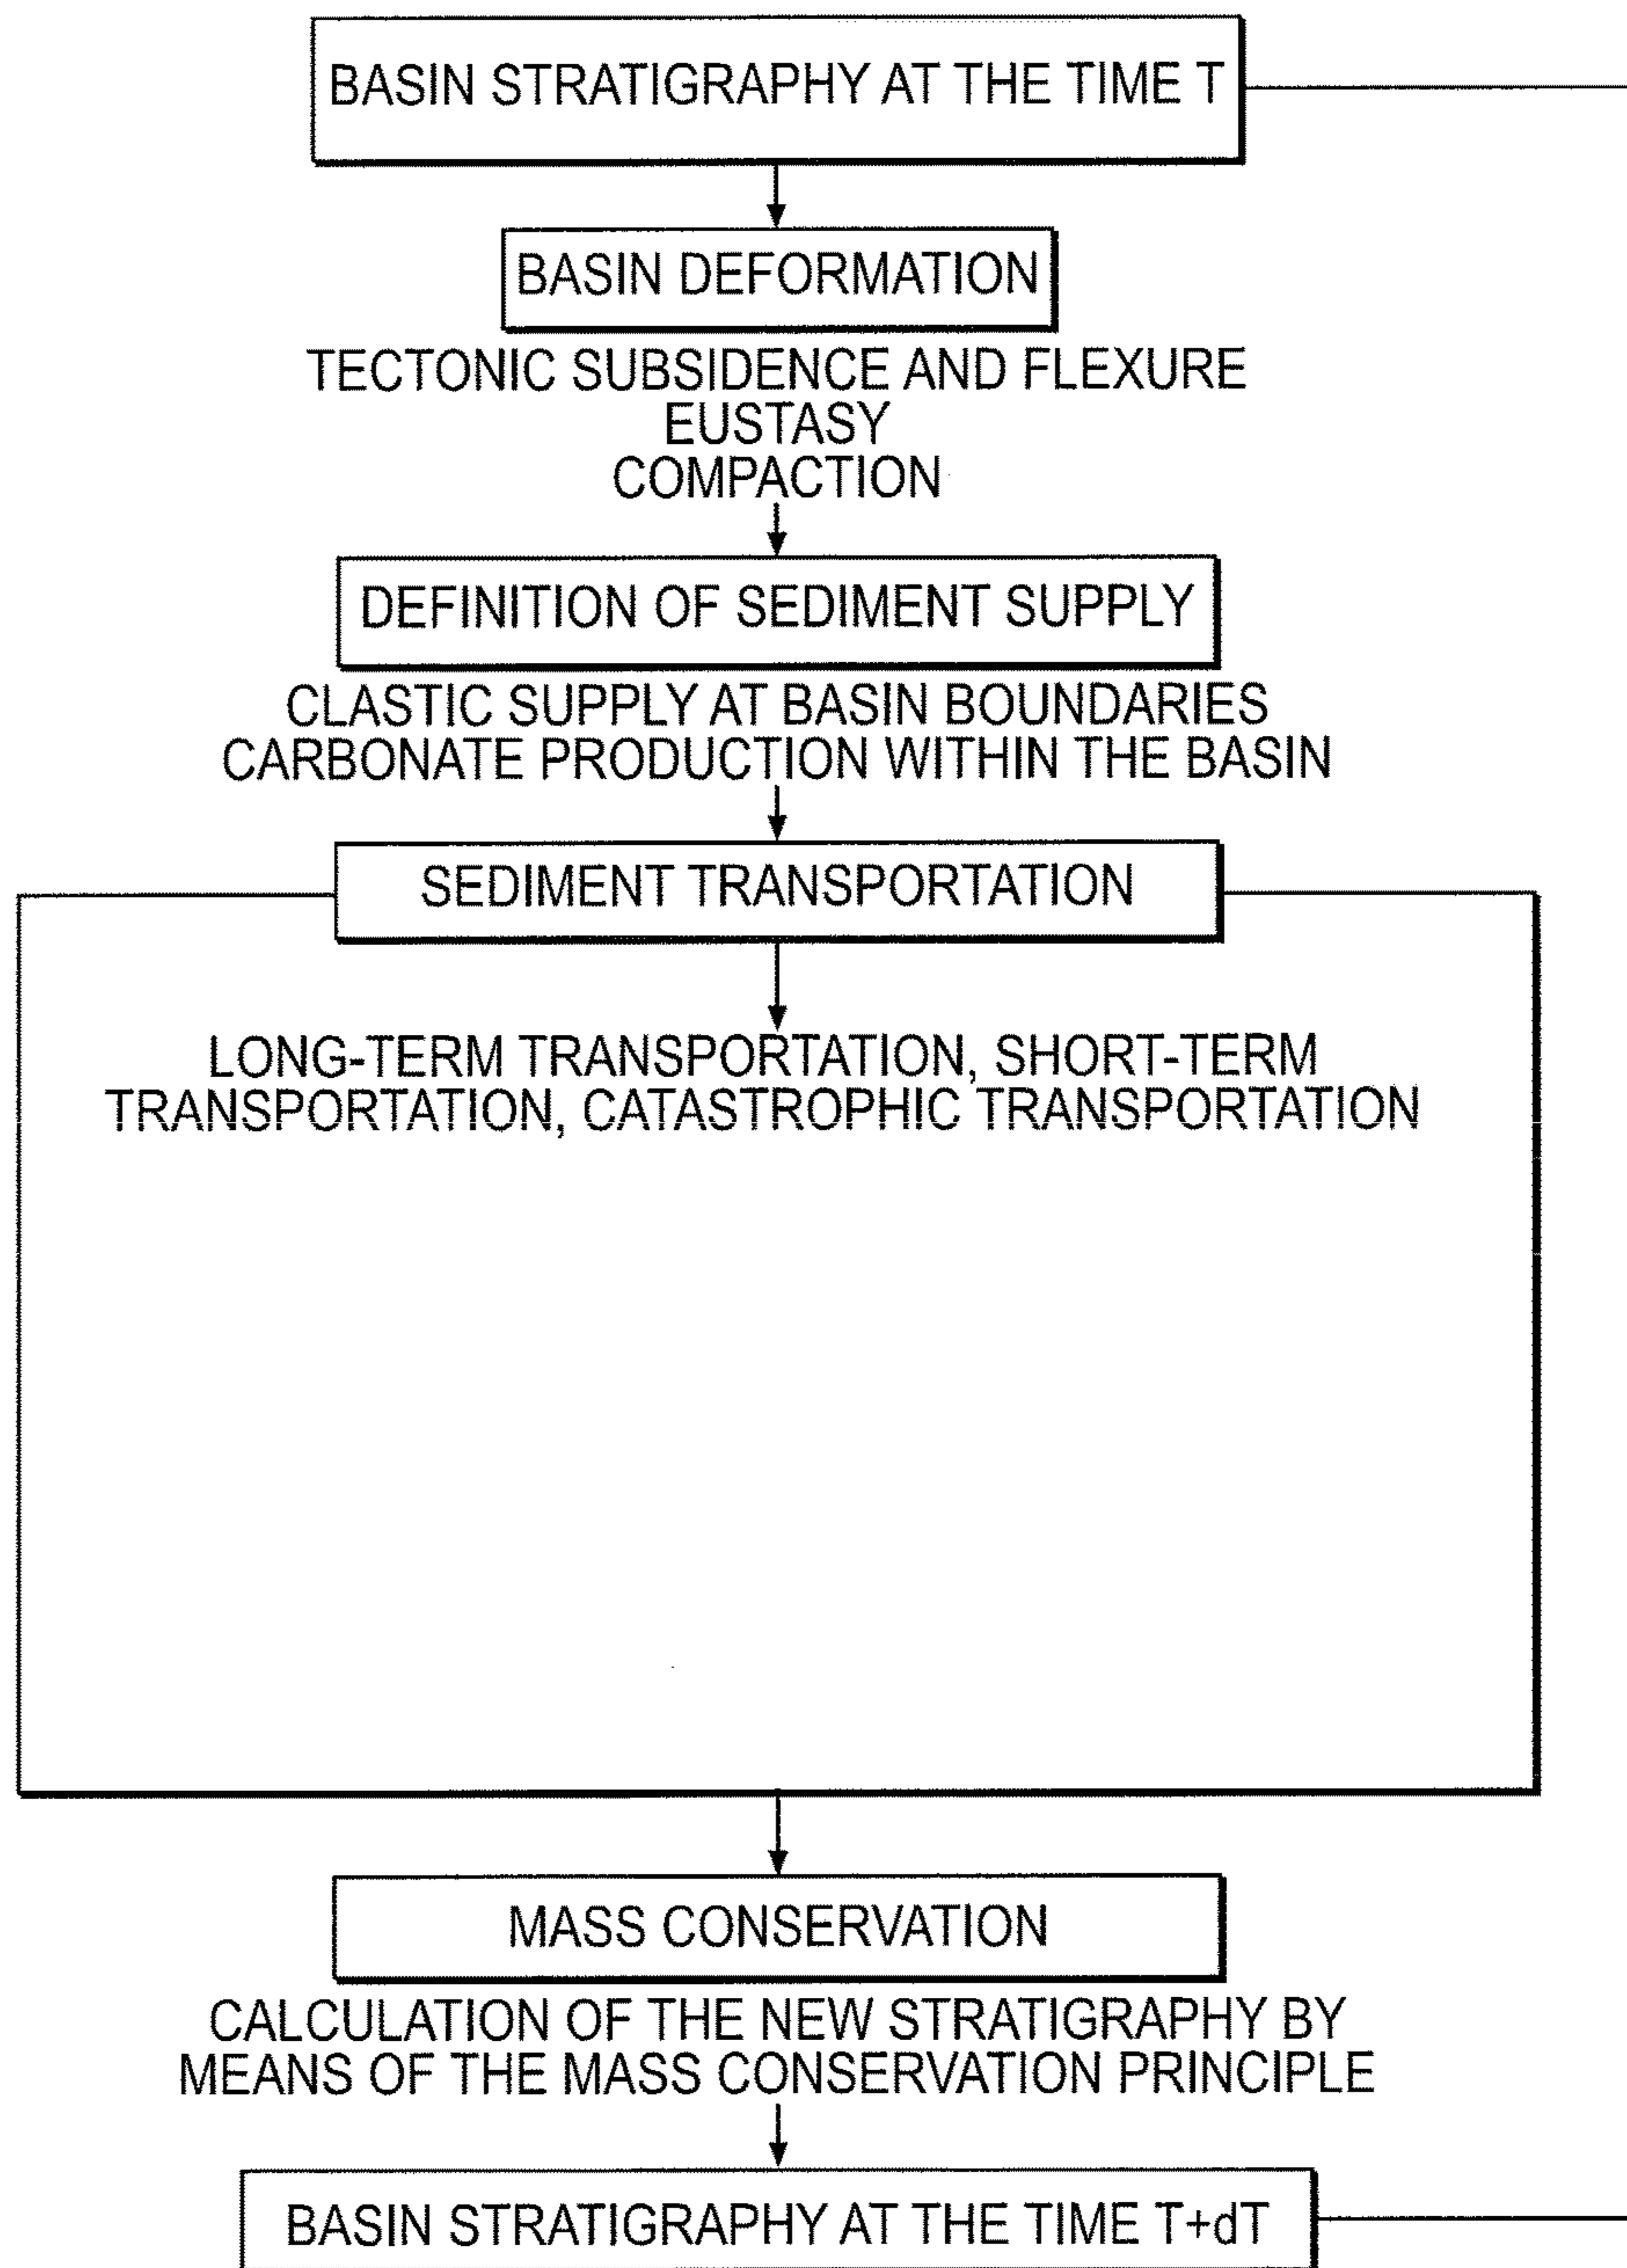 BASIN STRATIGRAPHY AT THE TIME T
BASIN DEFORMATION
TECTONIC SUBSIDENCE AND FLEXURE
EUSTASY
COMPACTION
DEFINITION OF SEDIMENT SUPPLY
CLASTIC SUPPLY AT BASIN BOUNDARIES
CARBONATE PRODUCTION WITHIN THE BASIN
SEDIMENT TRANSPORTATION
LONG-TERM TRANSPORTATION, SHORT-TERM
TRANSPORTATION, CATASTROPHIC TRANSPORTATION
MASS CONSERVATION
CALCULATION OF THE NEW STRATIGRAPHY BY
MEANS OF THE MASS CONSERVATION PRINCIPLE
BASIN STRATIGRAPHY AT THE TIME T+dT